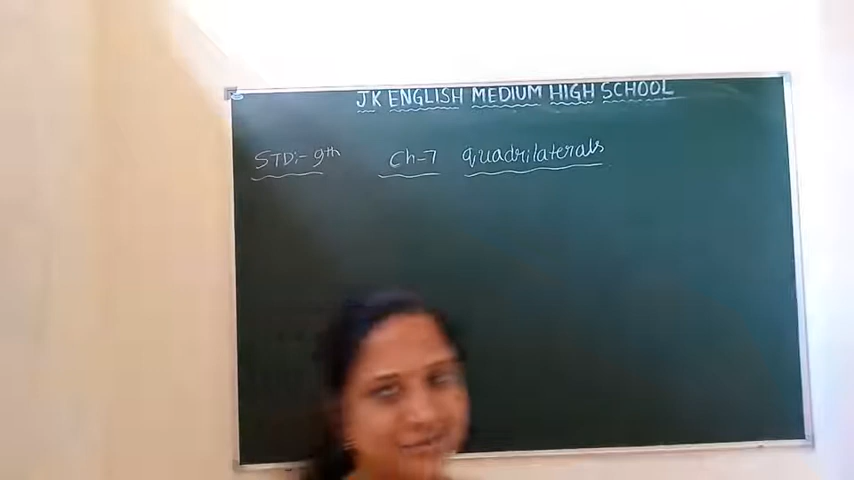 JK ENGLISH MEDIUM HIGH SCHOOL
STD:- 9th Ch-7 quadrilaterals